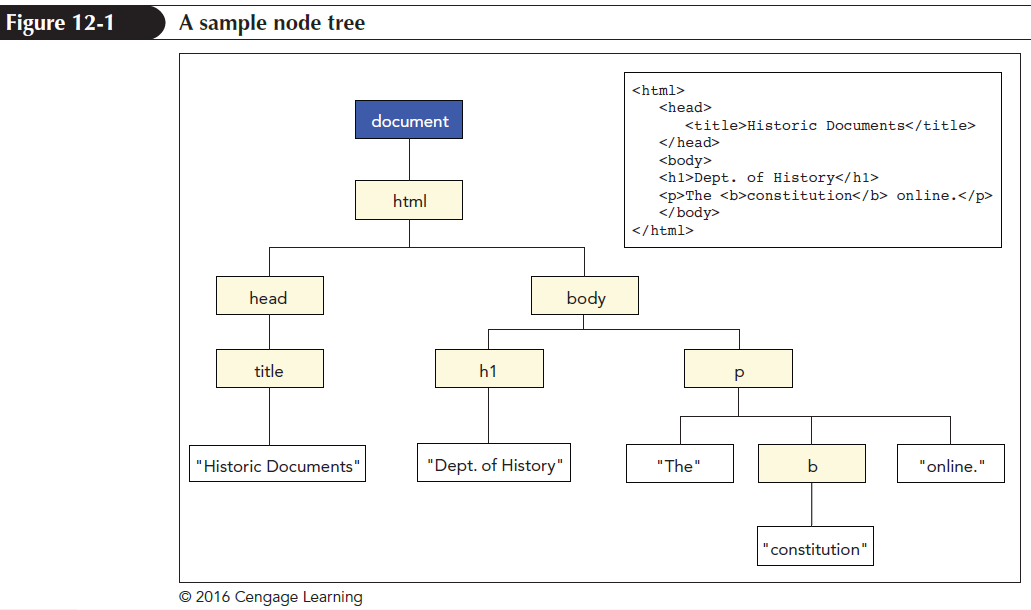 Figure 12-1 A sample node tree
document
<html>
<head>
<title>Historic Documents</title>
</head>
<body>
<h1>Dept. of History</h1>
<p>The <b>constitution</b> online.</p>
</body>
</html>
html
head body
title h1 p
"Historic Documents" "Dept. of History" "The" b "online."
"constitution"
© 2016 Cengage Learning